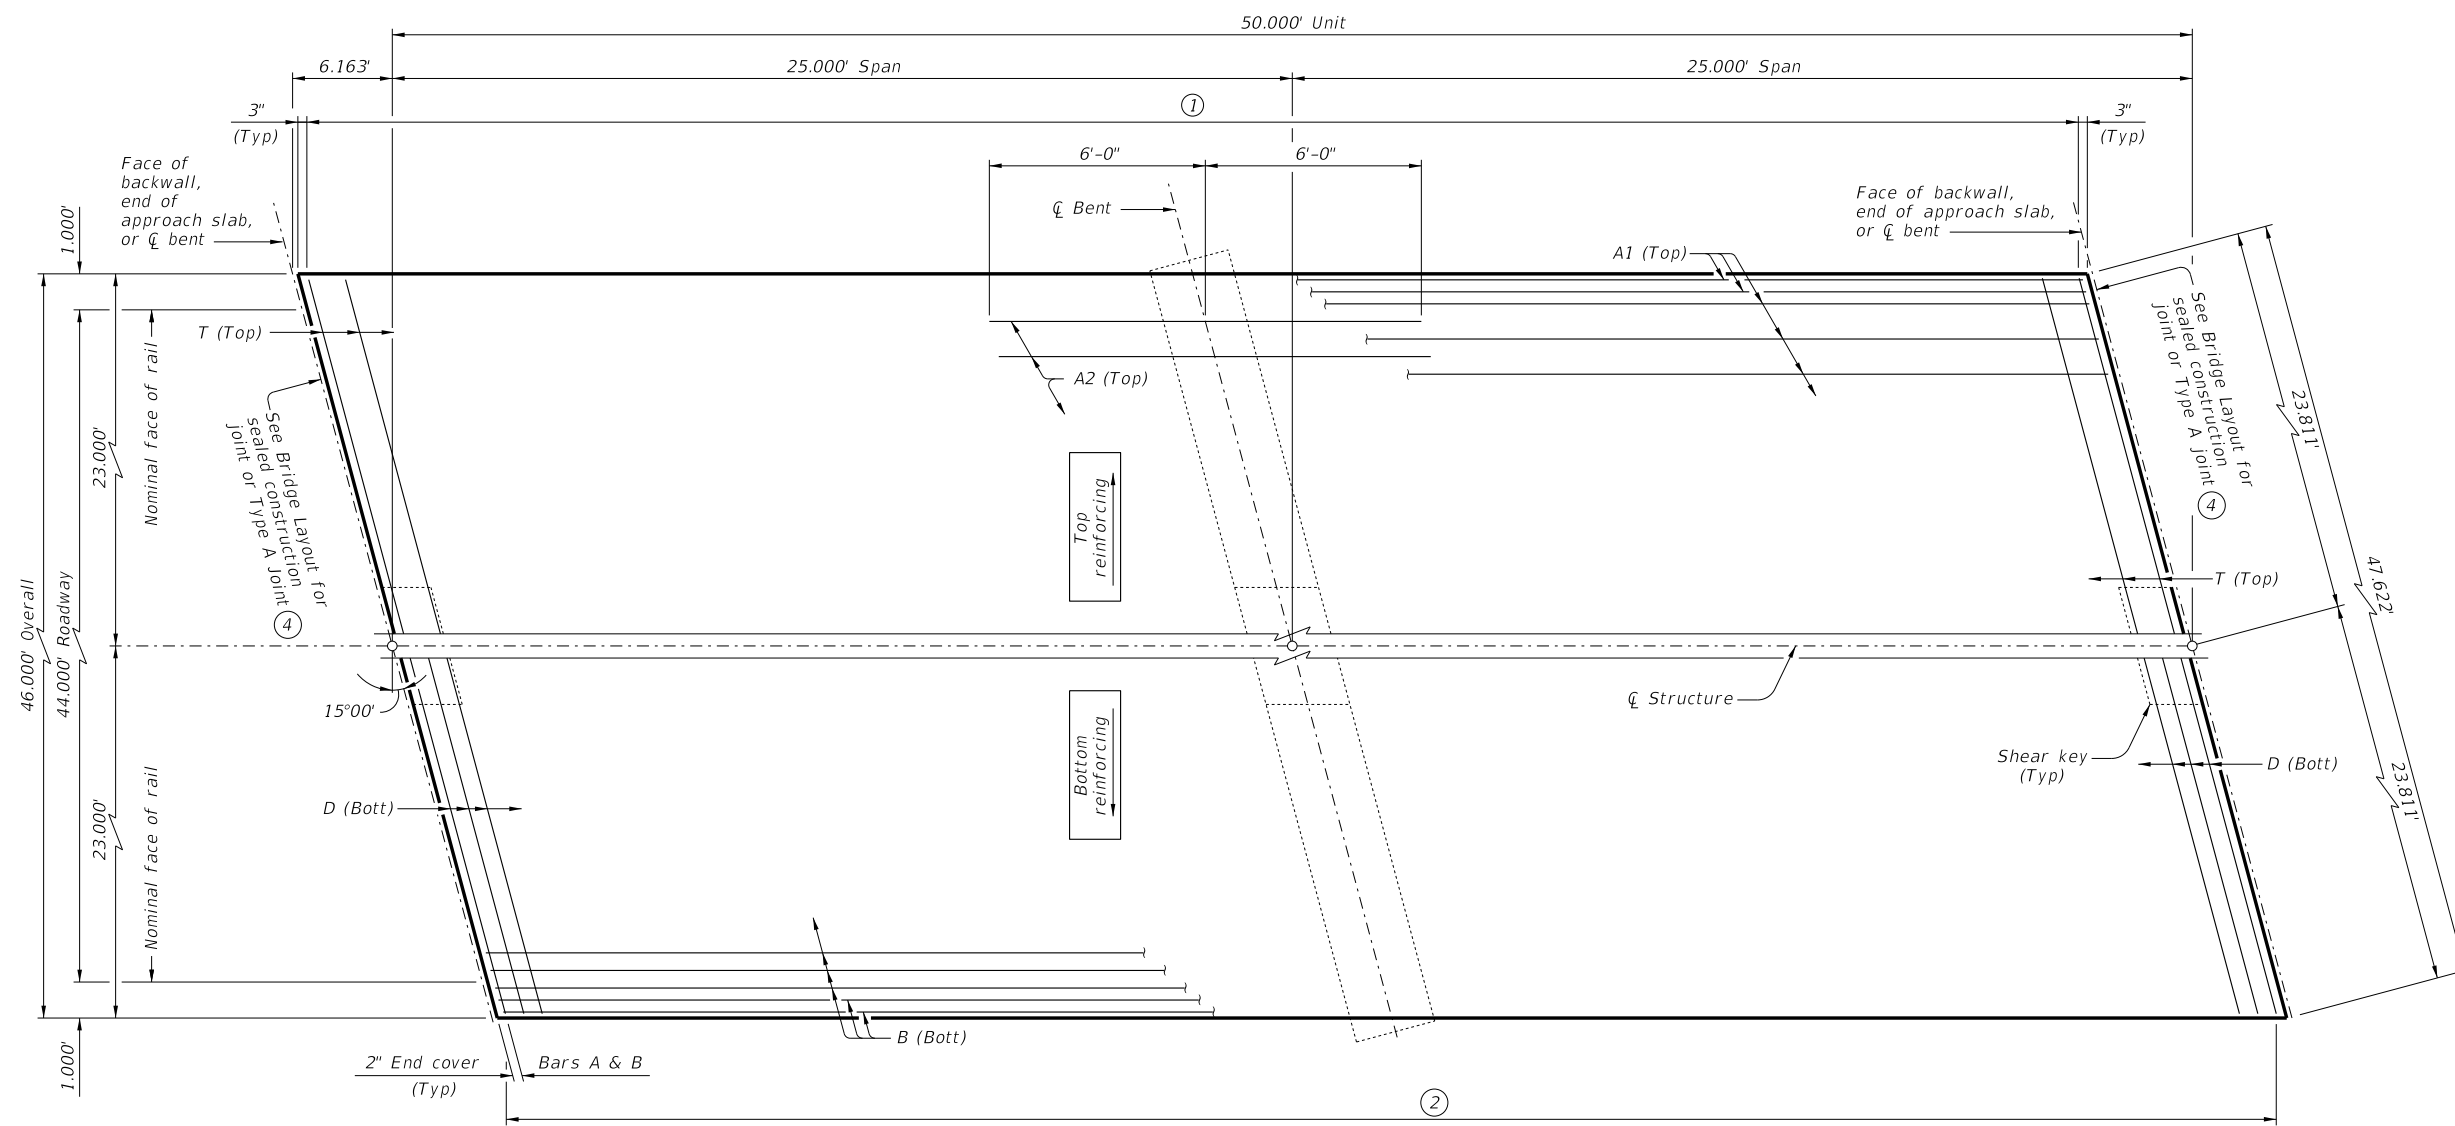 50.000' Unit
6.163'
25.000' Span
25.000' Span
1
3"
(Typ)
3"
(Typ)
6'-0"
6'-0"
Face of
backwall,
end of
approach slab,
or ℄ bent
℄ Bent
Face of backwall,
end of approach slab,
or ℄ bent
1.000'
A1 (Top)
T (Top)
A2 (Top)
Nominal face of rail
23.000'
See Bridge Layout for
sealed construction
joint or Type A Joint
4
See Bridge Layout for
sealed construction
joint or Type A Joint
4
23.811'
47.622'
23.811'
Top
reinforcing
T (Top)
46.000' Overall
44.000' Roadway
15°00'
℄ Structure
Bottom
reinforcing
Shear key
(Typ)
D (Bott)
D (Bott)
23.000'
Nominal face of rail
B (Bott)
1.000'
2" End cover
(Typ)
Bars A & B
2